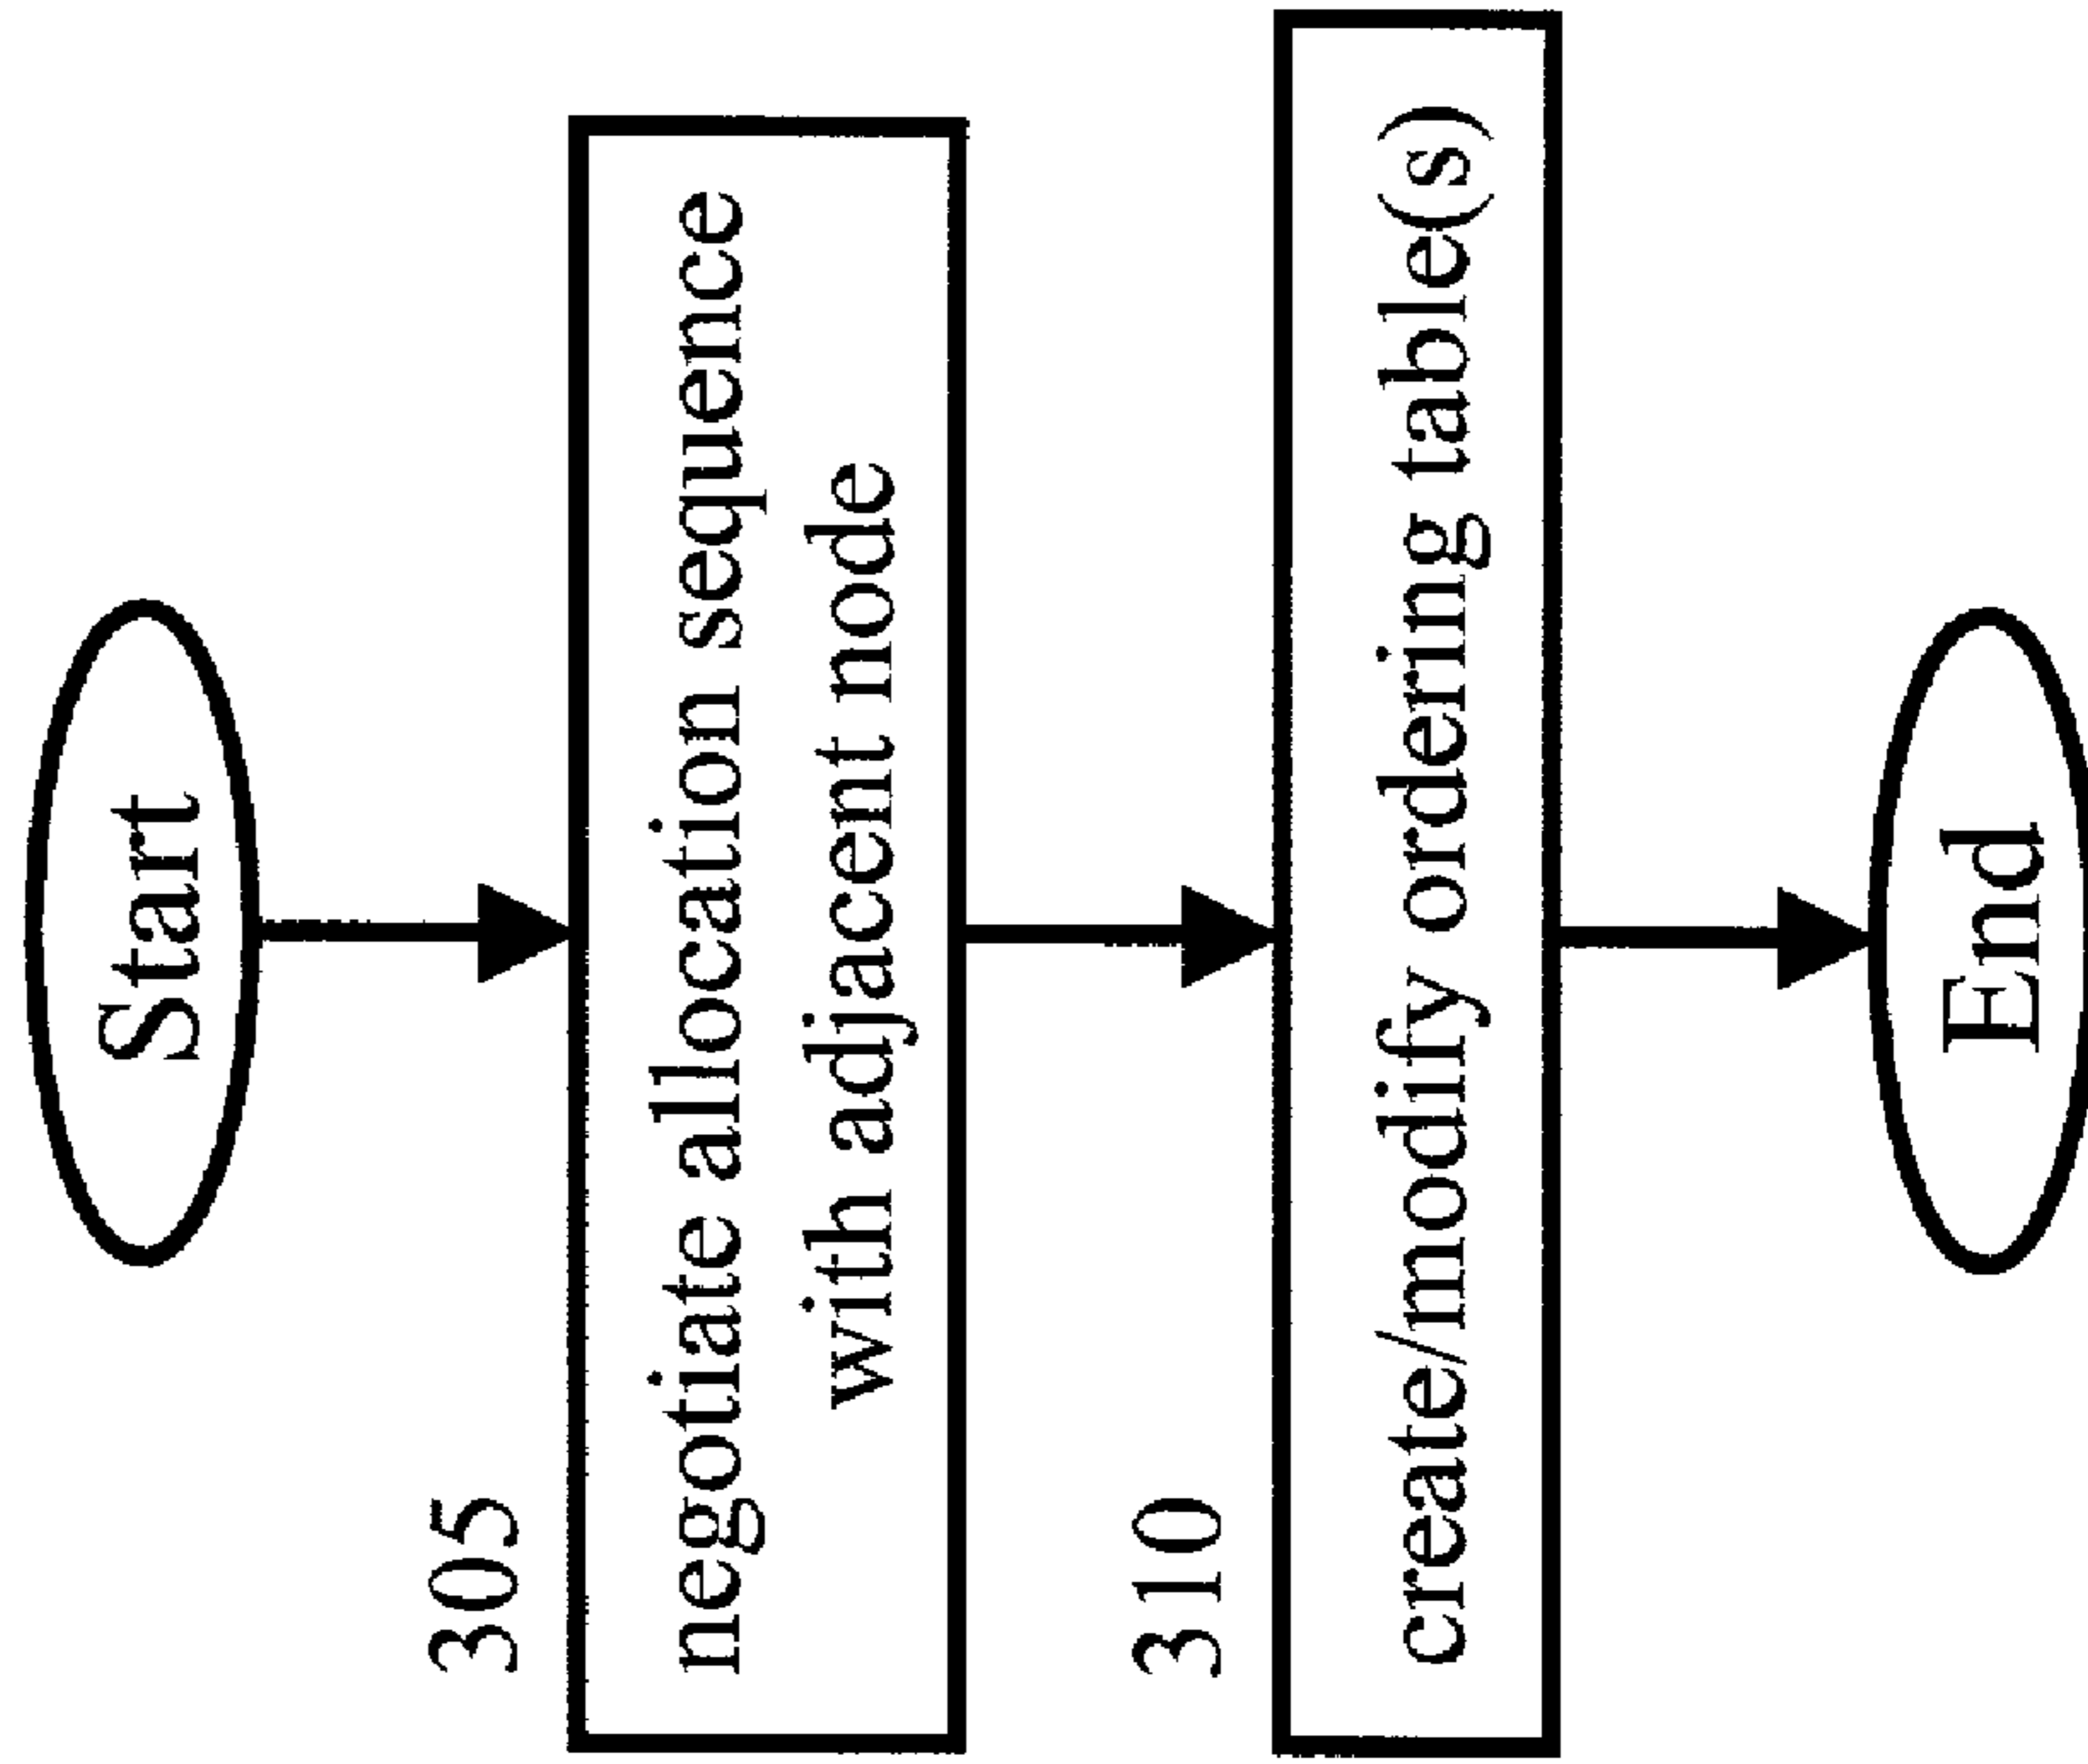 Start
305
negotiate allocation sequence
with adjacent node
310
create/modify ordering table(s)
End